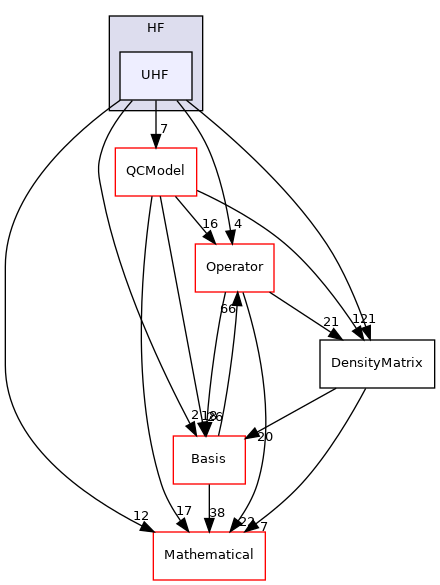 HF
UHF
7
QCModel
16
4
Operator
66
21
121
DensityMatrix
2
20
Basis
12
17
38
22
7
Mathematical